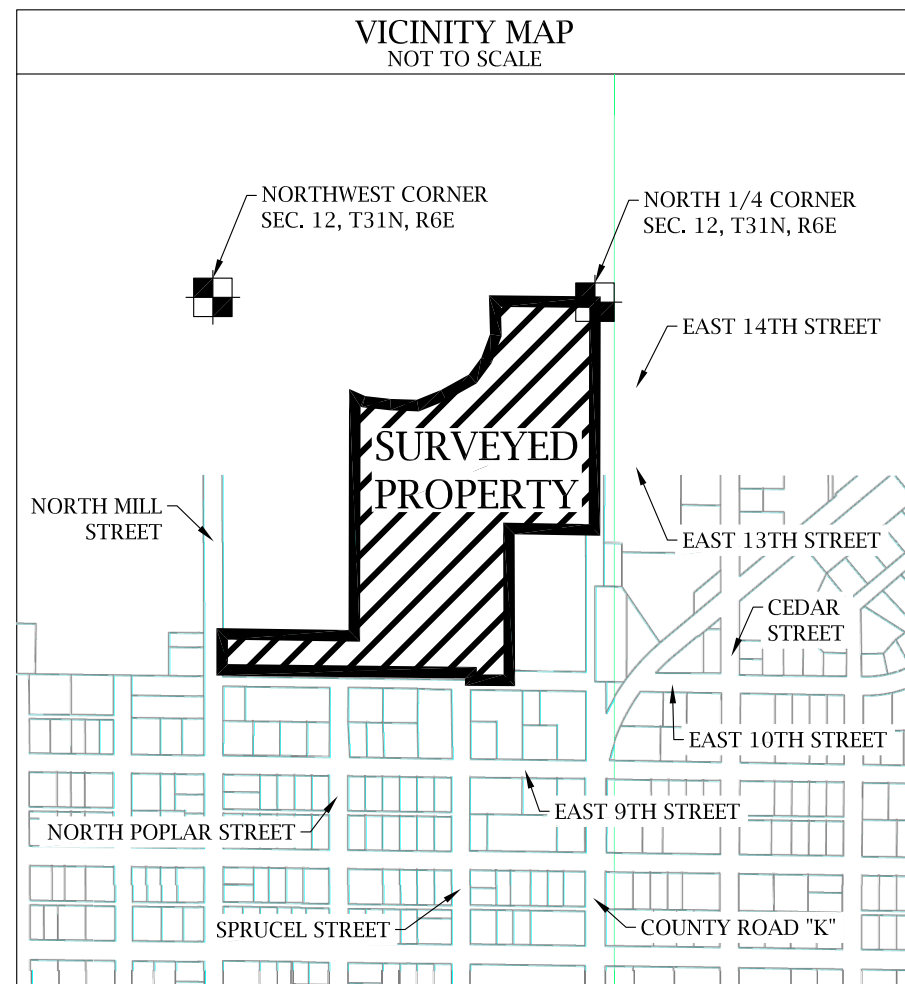 VICINITY MAP
NOT TO SCALE
NORTHWEST CORNER
SEC. 12, T31N, R6E
NORTH 1/4 CORNER
SEC. 12, T31N, R6E
EAST 14TH STREET
SURVEYED
PROPERTY
NORTH MILL
STREET
EAST 13TH STREET
CEDAR
STREET
EAST 10TH STREET
EAST 9TH STREET
NORTH POPLAR STREET
SPRUCEL STREET
COUNTY ROAD "K"